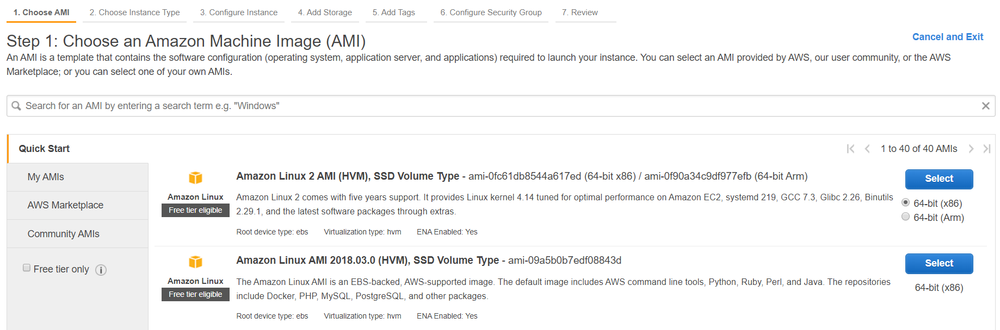 1. Choose AMI 2. Choose Instance Type 3. Configure Instance 4. Add Storage 5. Add Tags 6. Configure Security Group 7. Review
Step 1: Choose an Amazon Machine Image (AMI)
Cancel and Exit
An AMI is a template that contains the software configuration (operating system, application server, and applications) required to launch your instance. You can select an AMI provided by AWS, our user community, or the AWS
Marketplace; or you can select one of your own AMIs.
Search for an AMI by entering a search term e.g. "Windows"
Quick Start
1 to 40 of 40 AMIs
My AMIs
AWS Marketplace
Community AMIs
Free tier only
Amazon Linux
Free tier eligible
Amazon Linux 2 AMI (HVM), SSD Volume Type - ami-0fc61db8544a617ed (64-bit x86) / ami-0f90a34c9df977efb (64-bit Arm)
Amazon Linux 2 comes with five years support. It provides Linux kernel 4.14 tuned for optimal performance on Amazon EC2, systemd 219, GCC 7.3, Glibc 2.26, Binutils
2.29.1, and the latest software packages through extras.
Root device type: ebs Virtualization type: hvm ENA Enabled: Yes
Select
64-bit (x86)
64-bit (Arm)
Amazon Linux
Free tier eligible
Amazon Linux AMI 2018.03.0 (HVM), SSD Volume Type - ami-09a5b0b7edf08843d
The Amazon Linux AMI is an EBS-backed, AWS-supported image. The default image includes AWS command line tools, Python, Ruby, Perl, and Java. The repositories
include Docker, PHP, MySQL, PostgreSQL, and other packages.
Root device type: ebs Virtualization type: hvm ENA Enabled: Yes
Select
64-bit (x86)